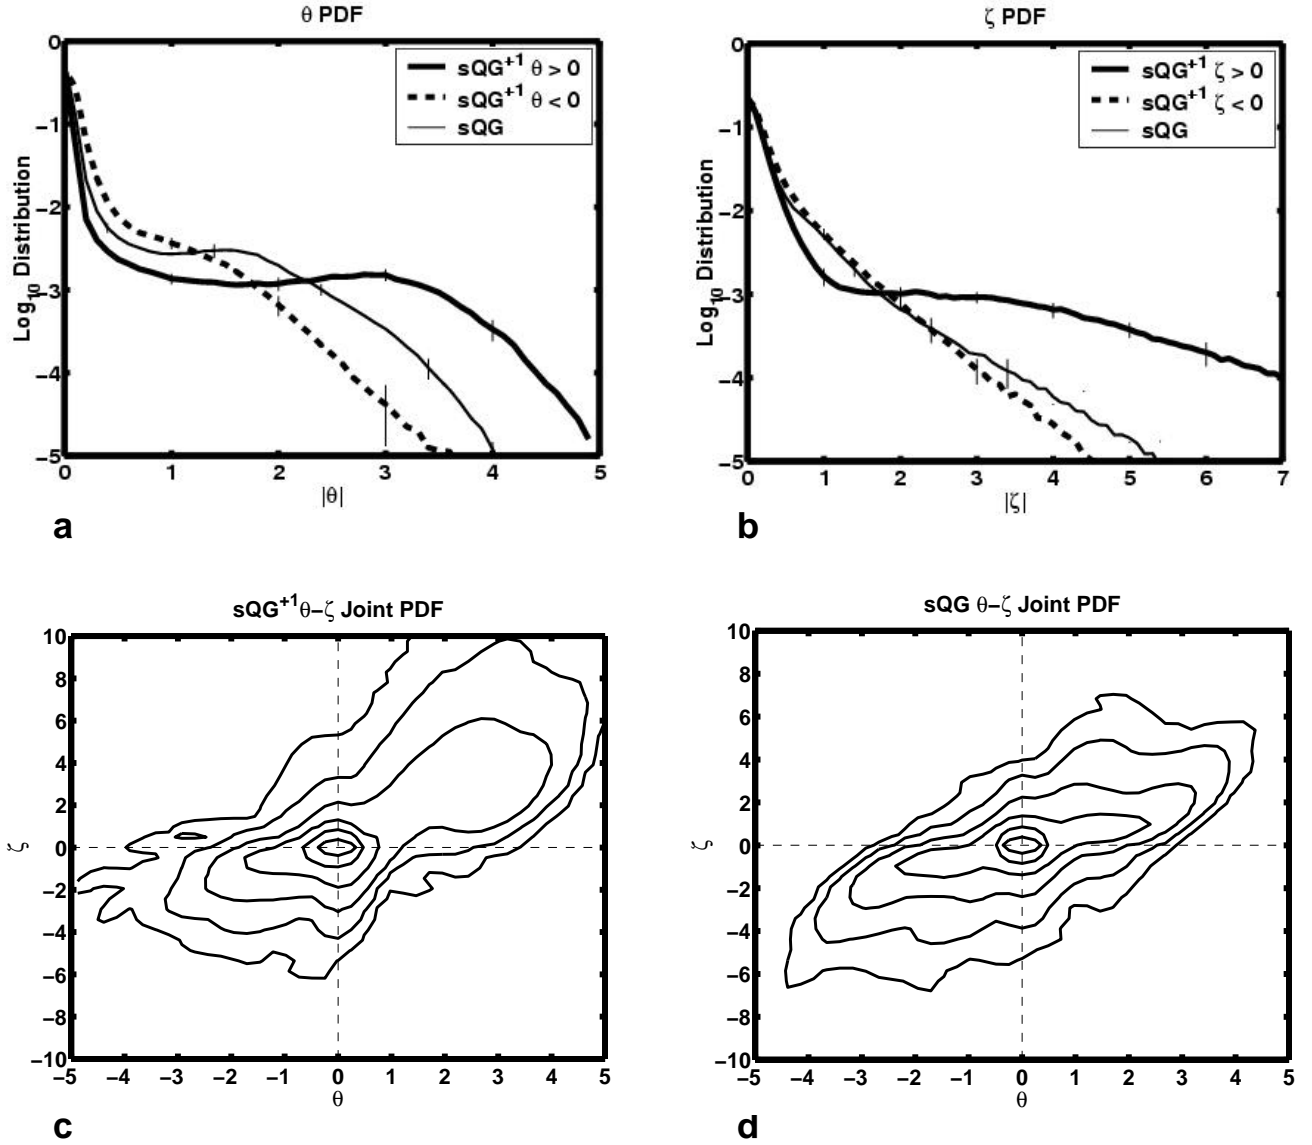 θ PDF
0
−1
−2
−3
−4
−5
Log10 Distribution
sQG+1 θ > 0
sQG+1 θ < 0
sQG
0 1 2 3 4 5
|θ|
a
ζ PDF
0
−1
−2
−3
−4
−5
Log10 Distribution
sQG+1 ζ > 0
sQG+1 ζ < 0
sQG
0 1 2 3 4 5 6 7
|ζ|
b
sQG+1θ−ζ Joint PDF
10
8
6
4
2
0
−2
−4
−6
−8
−10
ζ
−5 −4 −3 −2 −1 0 1 2 3 4 5
θ
c
sQG θ−ζ Joint PDF
10
8
6
4
2
0
−2
−4
−6
−8
−10
ζ
−5 −4 −3 −2 −1 0 1 2 3 4 5
θ
d